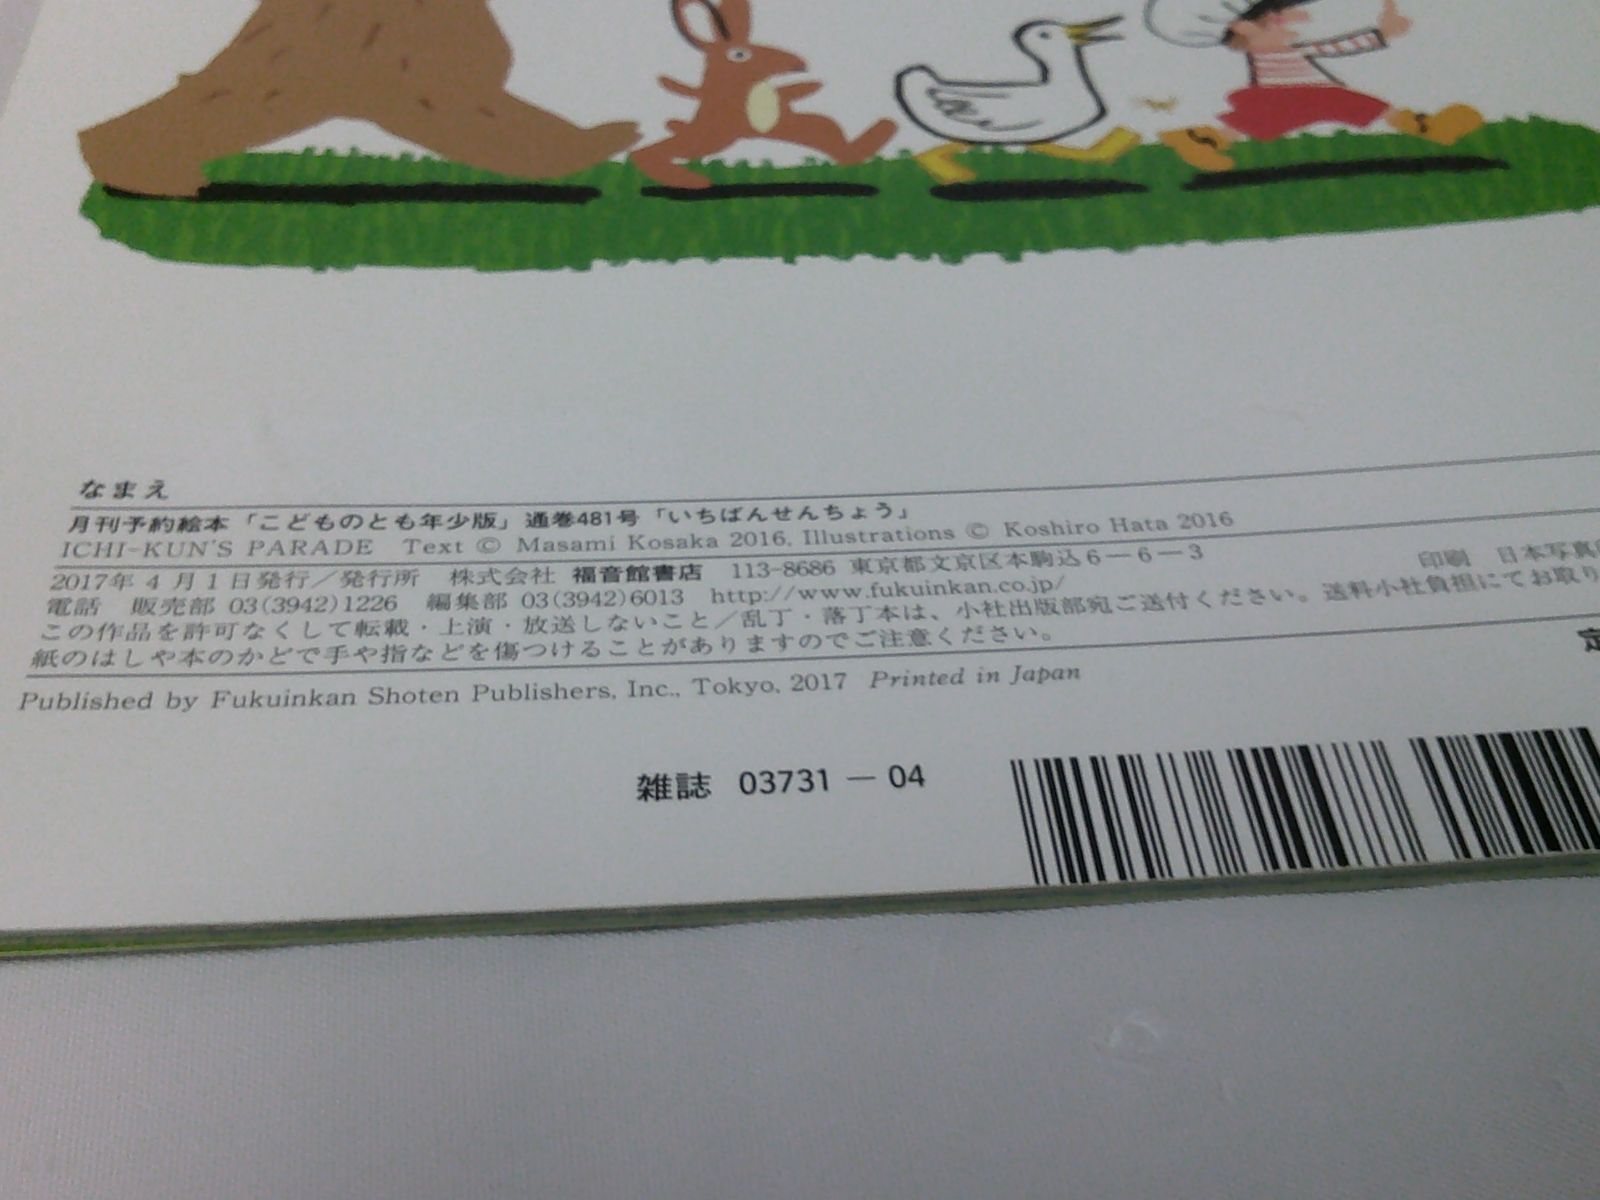 なまえ
月刊予約絵本「こどものとも年少版」通巻481号「いちばんせんちょう」
ICHI-KUN'S PARADE Text © Masami Kosaka 2016, Illustrations © Koshiro Hata 2016
2017年4月1日発行／発行所 株式会社 福音館書店 113-8686 東京都文京区本駒込6－6－3 印刷 日本写真
電話 販売部 03(3942)1226 編集部 03(3942)6013 http://www.fukuinkan.co.jp/
この作品を許可なくして転載・上演・放送しないこと／乱丁・落丁本は、小社出版部宛ご送付ください。送料小社負担にてお取り
紙のはしや本のかどで手や指などを傷つけることがありますのでご注意ください。
定
Published by Fukuinkan Shoten Publishers, Inc., Tokyo, 2017 Printed in Japan
雑誌 03731－04